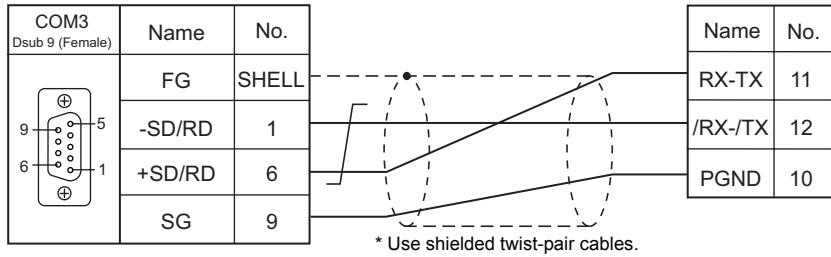 COM3
Dsub 9 (Female)
Name No.
FG SHELL
-SD/RD 1
+SD/RD 6
SG 9
9 5
6 1
Name No.
RX-TX 11
/RX-/TX 12
PGND 10
* Use shielded twist-pair cables.